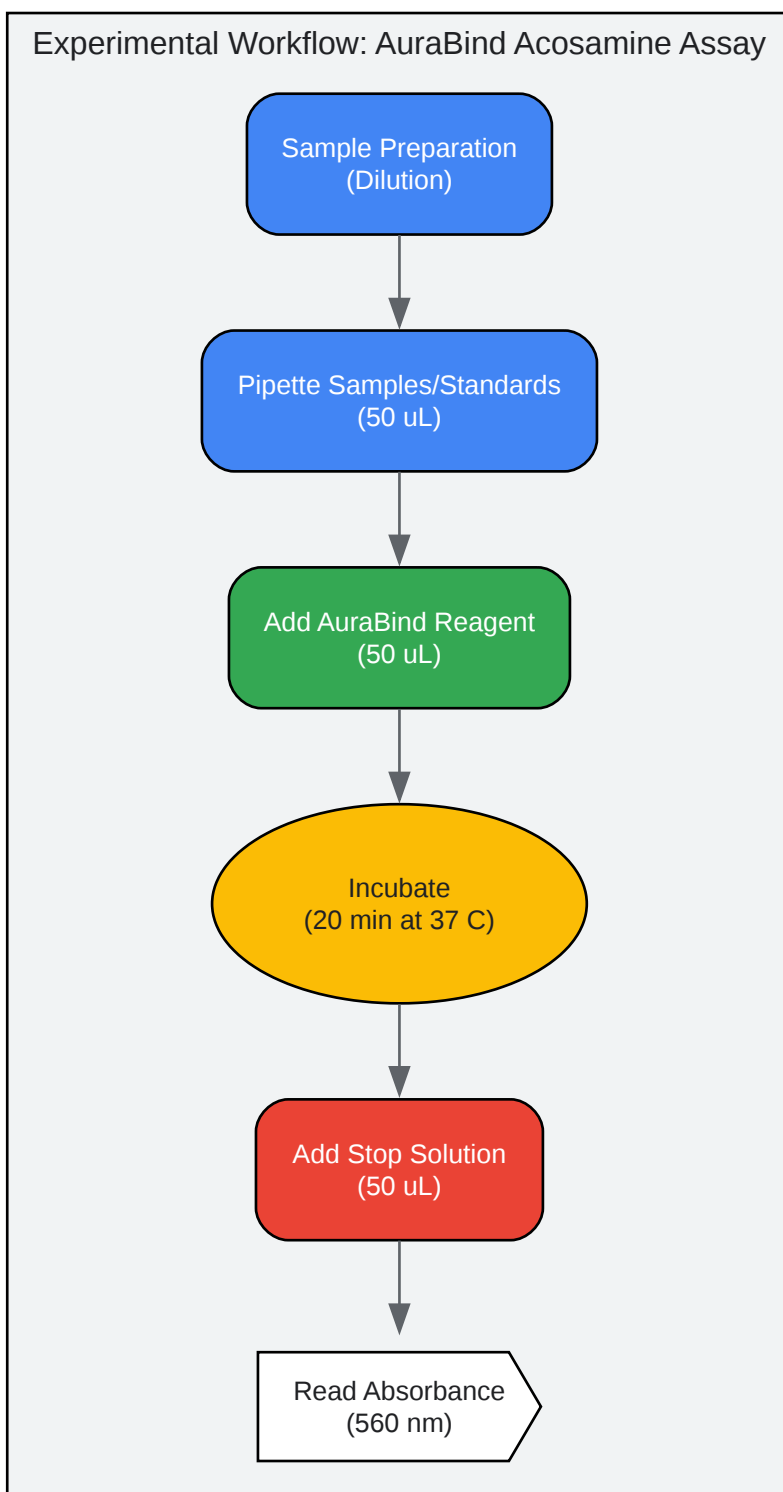 Experimental Workflow: AuraBind Acosamine Assay
Sample Preparation
(Dilution)
Pipette Samples/Standards
(50 uL)
Add AuraBind Reagent
(50 uL)
Incubate
(20 min at 37 C)
Add Stop Solution
(50 uL)
Read Absorbance
(560 nm)